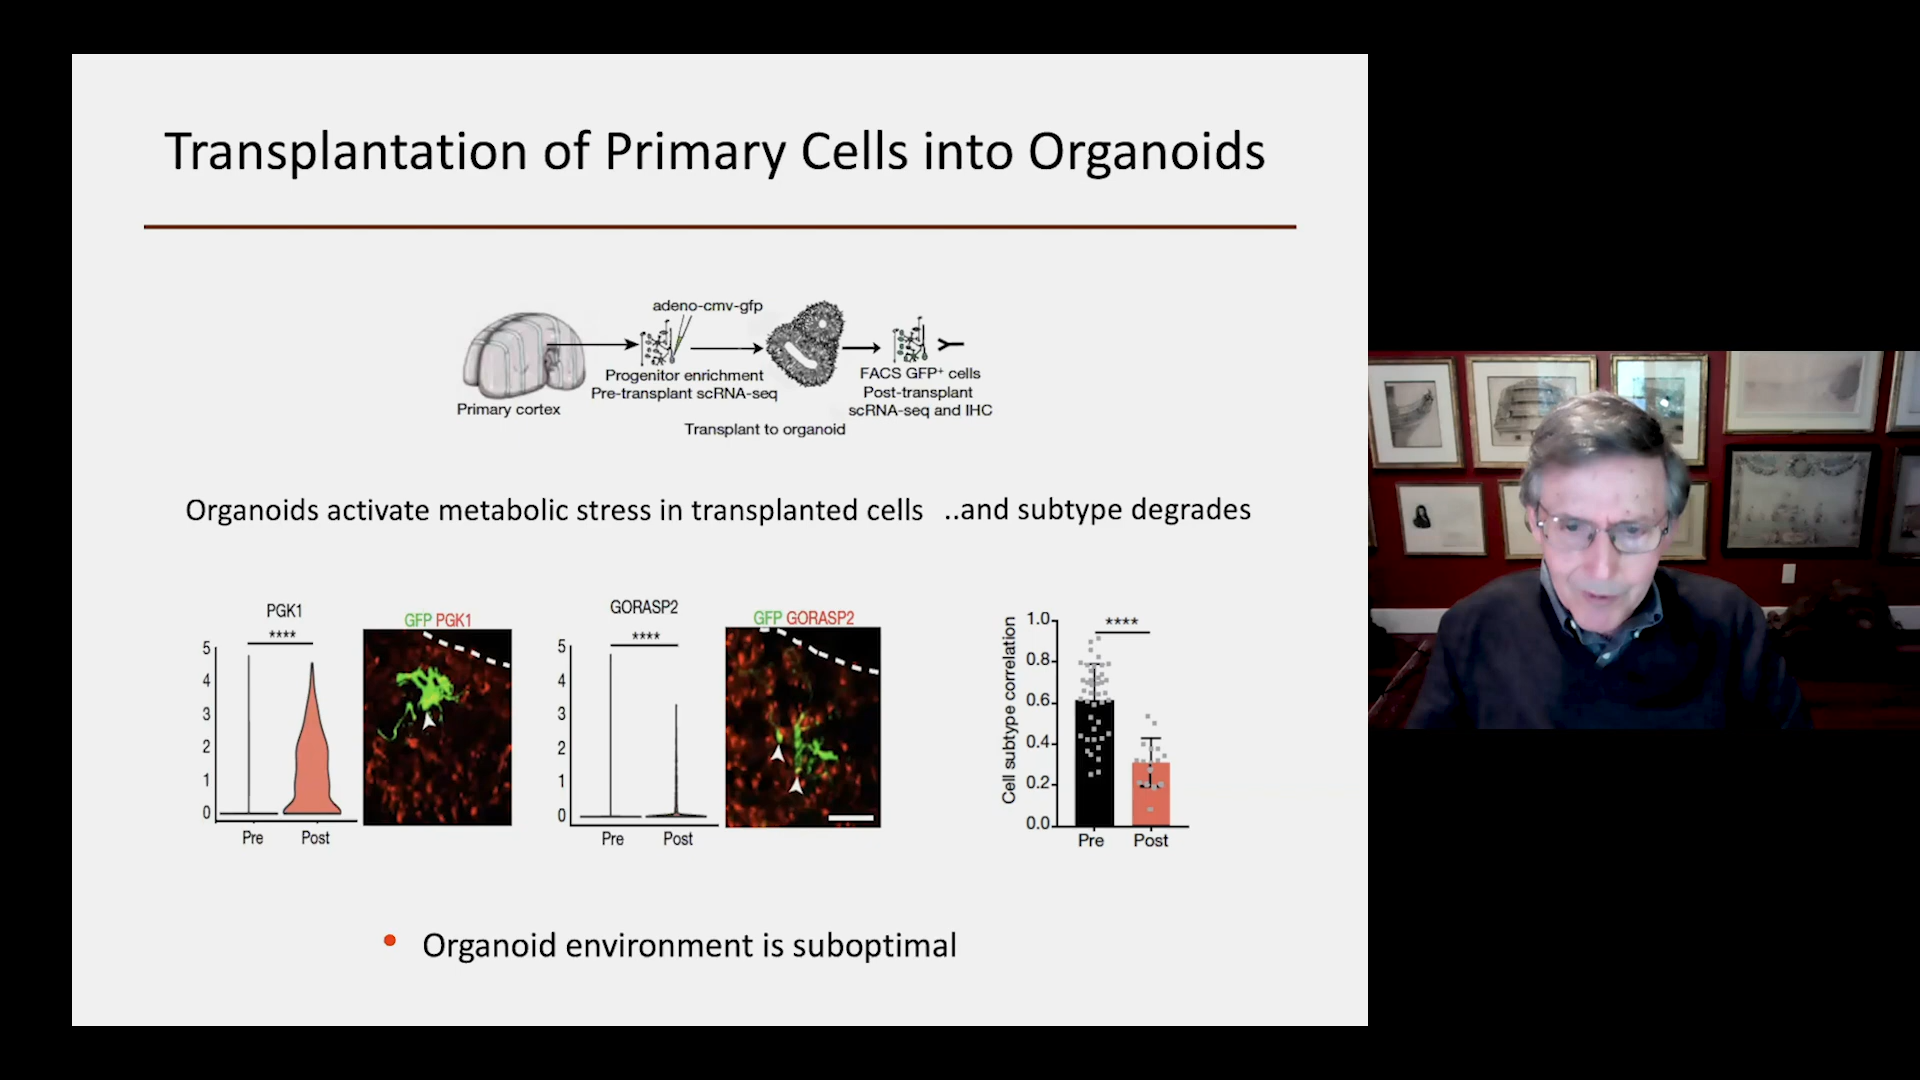 Transplantation of Primary Cells into Organoids
adeno-cmv-gfp
Primary cortex
Progenitor enrichment
Pre-transplant scRNA-seq
Transplant to organoid
FACS GFP⁺ cells
Post-transplant
scRNA-seq and IHC
Organoids activate metabolic stress in transplanted cells
..and subtype degrades
PGK1
****
5
4
3
2
1
0
Pre
Post
GFP PGK1
GORASP2
****
5
4
3
2
1
0
Pre
Post
GFP GORASP2
Cell subtype correlation
****
1.0
0.8
0.6
0.4
0.2
0.0
Pre
Post
• Organoid environment is suboptimal